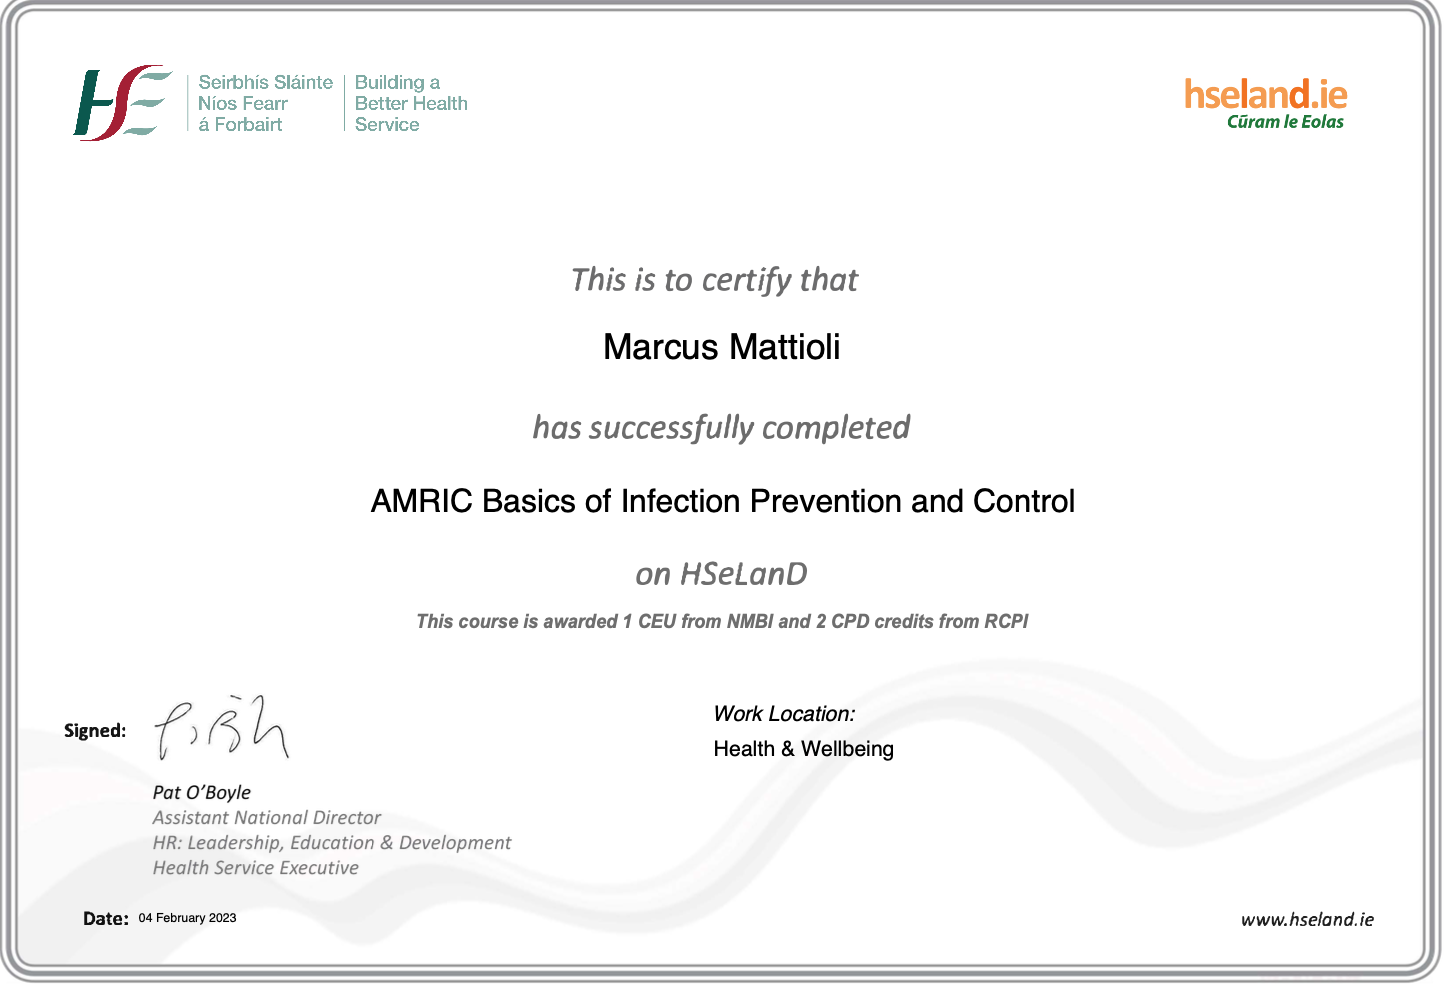 HSE
Seirbhís Sláinte
Níos Fearr
á Forbairt
Building a
Better Health
Service
hseland.ie
Cūram le Eolas
This is to certify that
Marcus Mattioli
has successfully completed
AMRIC Basics of Infection Prevention and Control
on HSeLanD
This course is awarded 1 CEU from NMBI and 2 CPD credits from RCPI
Signed:
Pat O’Boyle
Assistant National Director
HR: Leadership, Education & Development
Health Service Executive
Work Location:
Health & Wellbeing
Date: 04 February 2023
www.hseland.ie